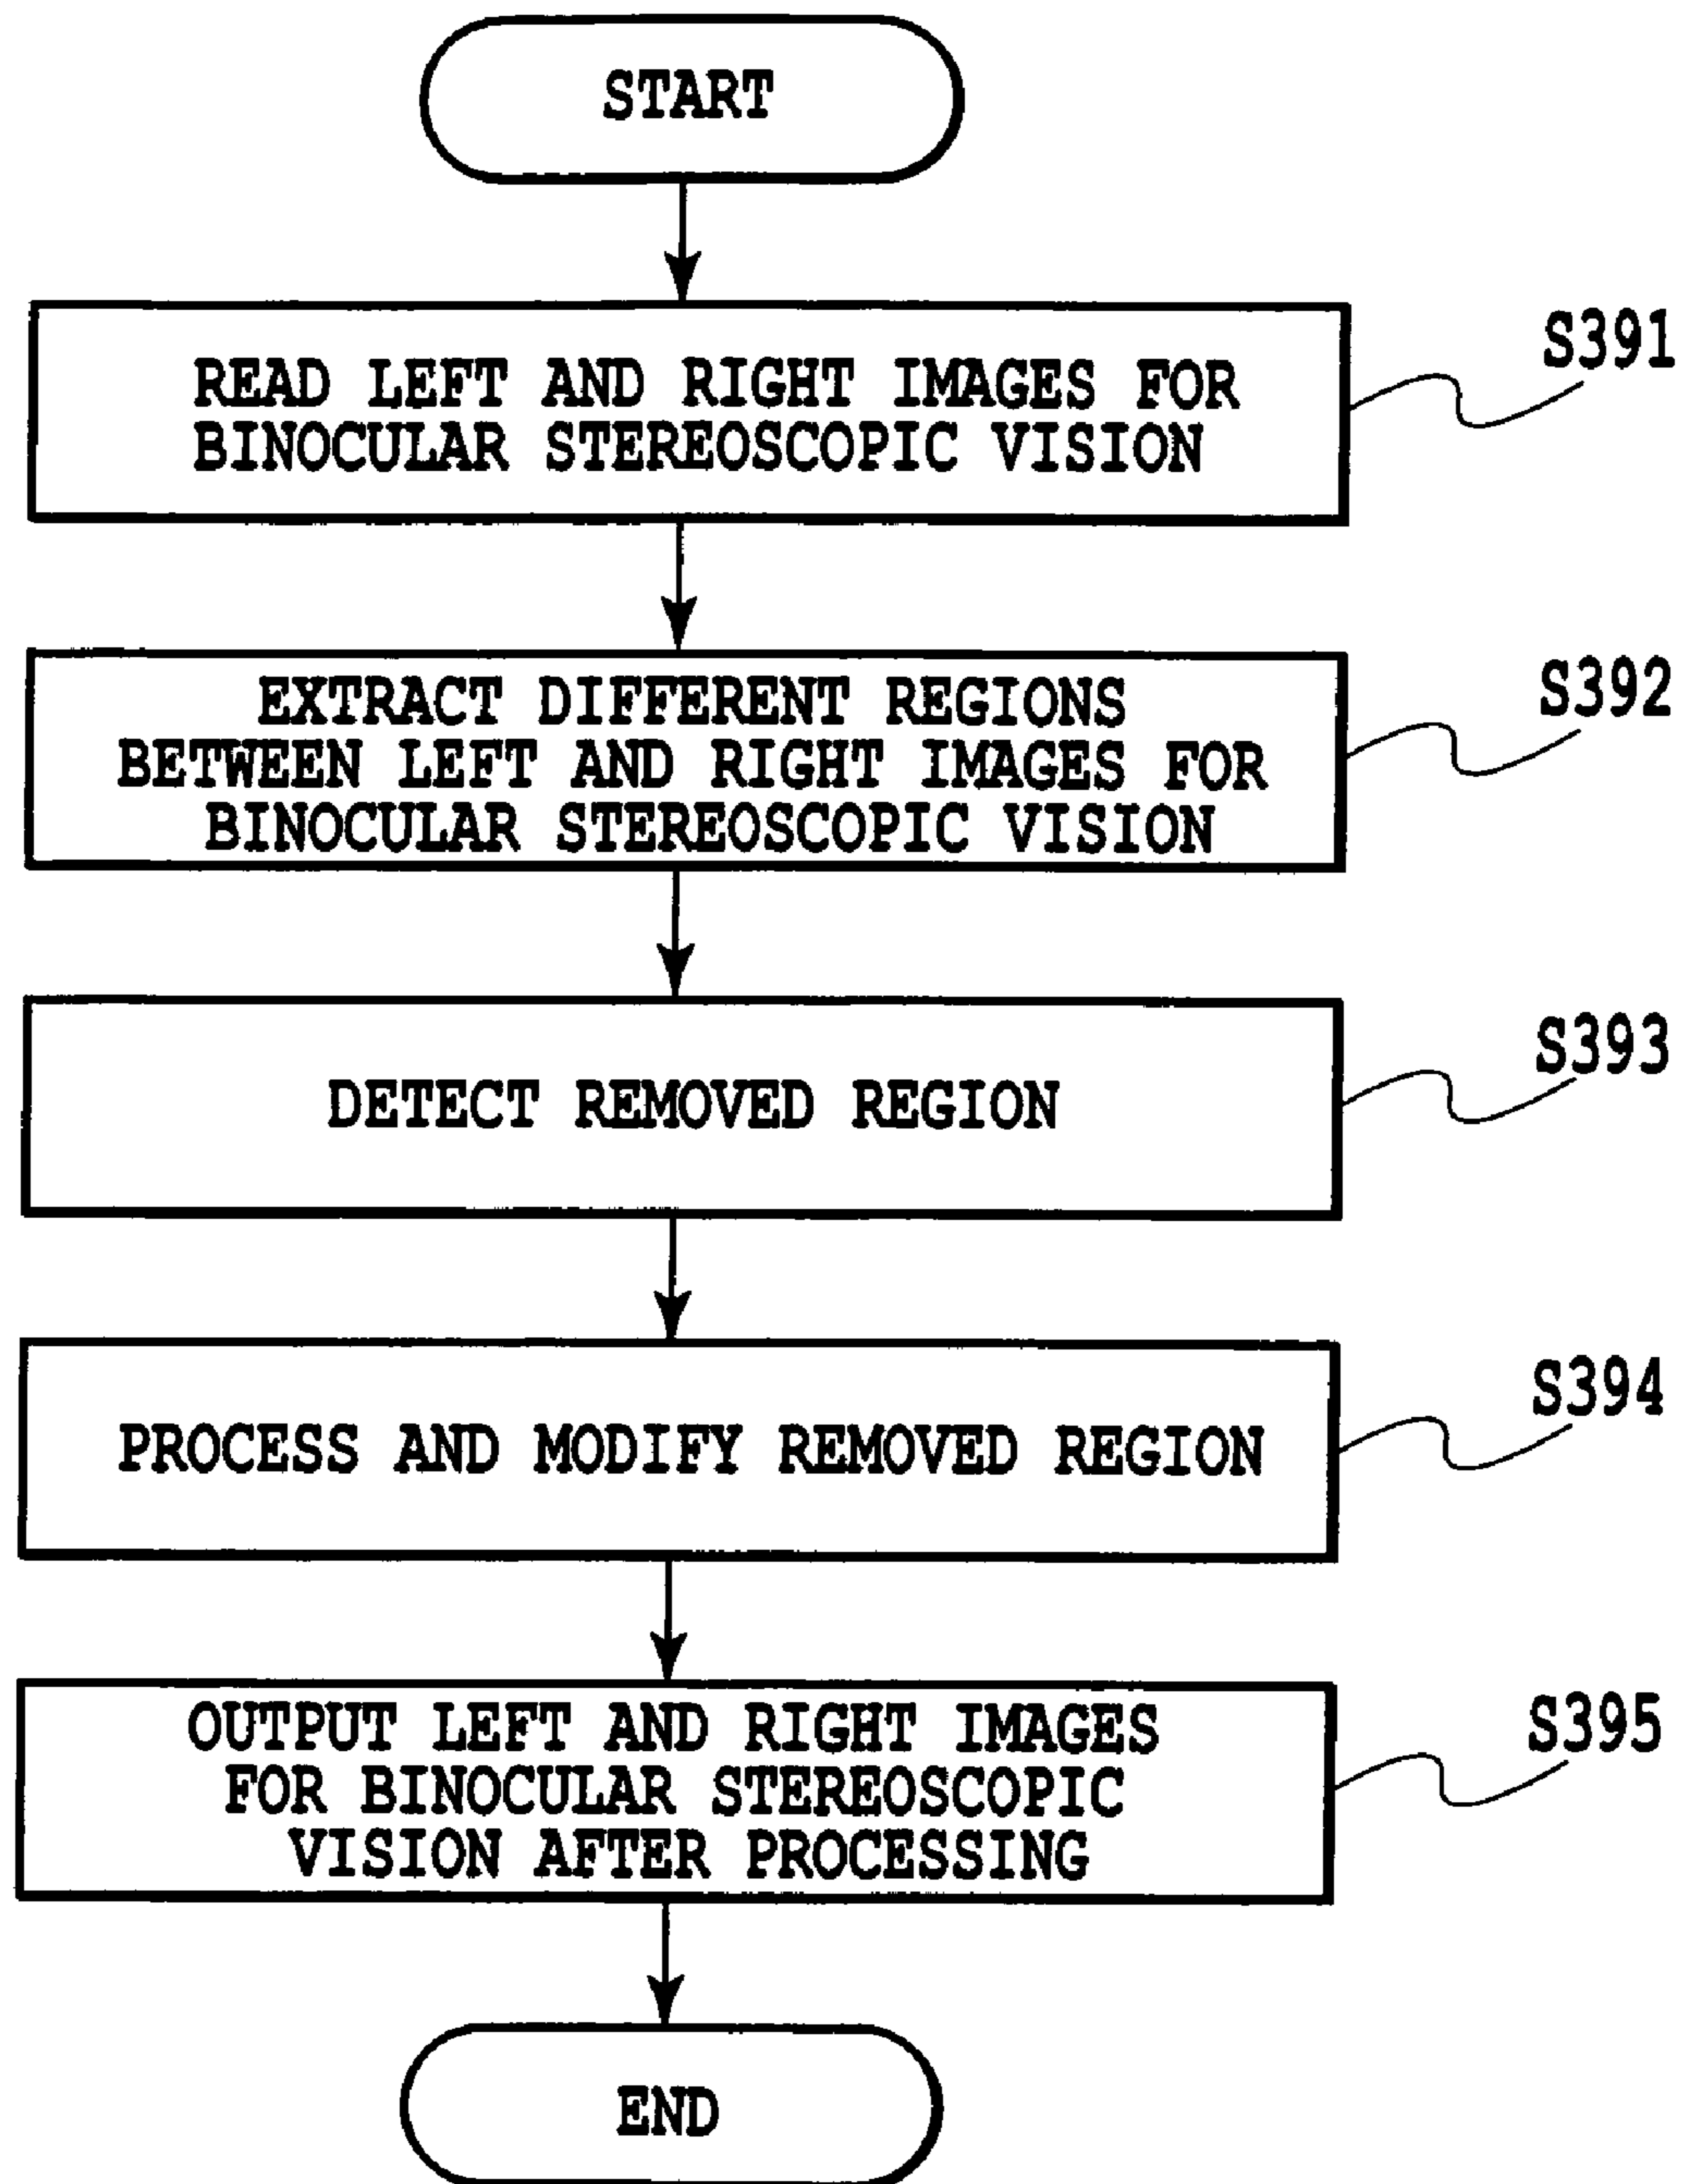 START
READ LEFT AND RIGHT IMAGES FOR
BINOCULAR STEREOSCOPIC VISION
S391
EXTRACT DIFFERENT REGIONS
BETWEEN LEFT AND RIGHT IMAGES FOR
BINOCULAR STEREOSCOPIC VISION
S392
DETECT REMOVED REGION
S393
PROCESS AND MODIFY REMOVED REGION
S394
OUTPUT LEFT AND RIGHT IMAGES
FOR BINOCULAR STEREOSCOPIC
VISION AFTER PROCESSING
S395
END